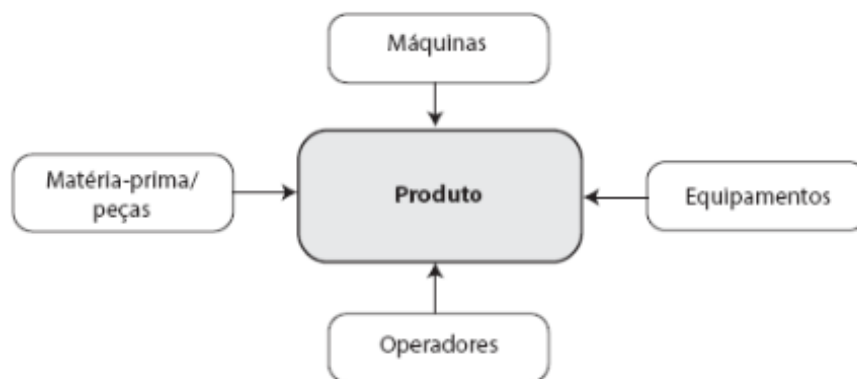 Máquinas
Matéria-prima/
peças
Produto
Equipamentos
Operadores